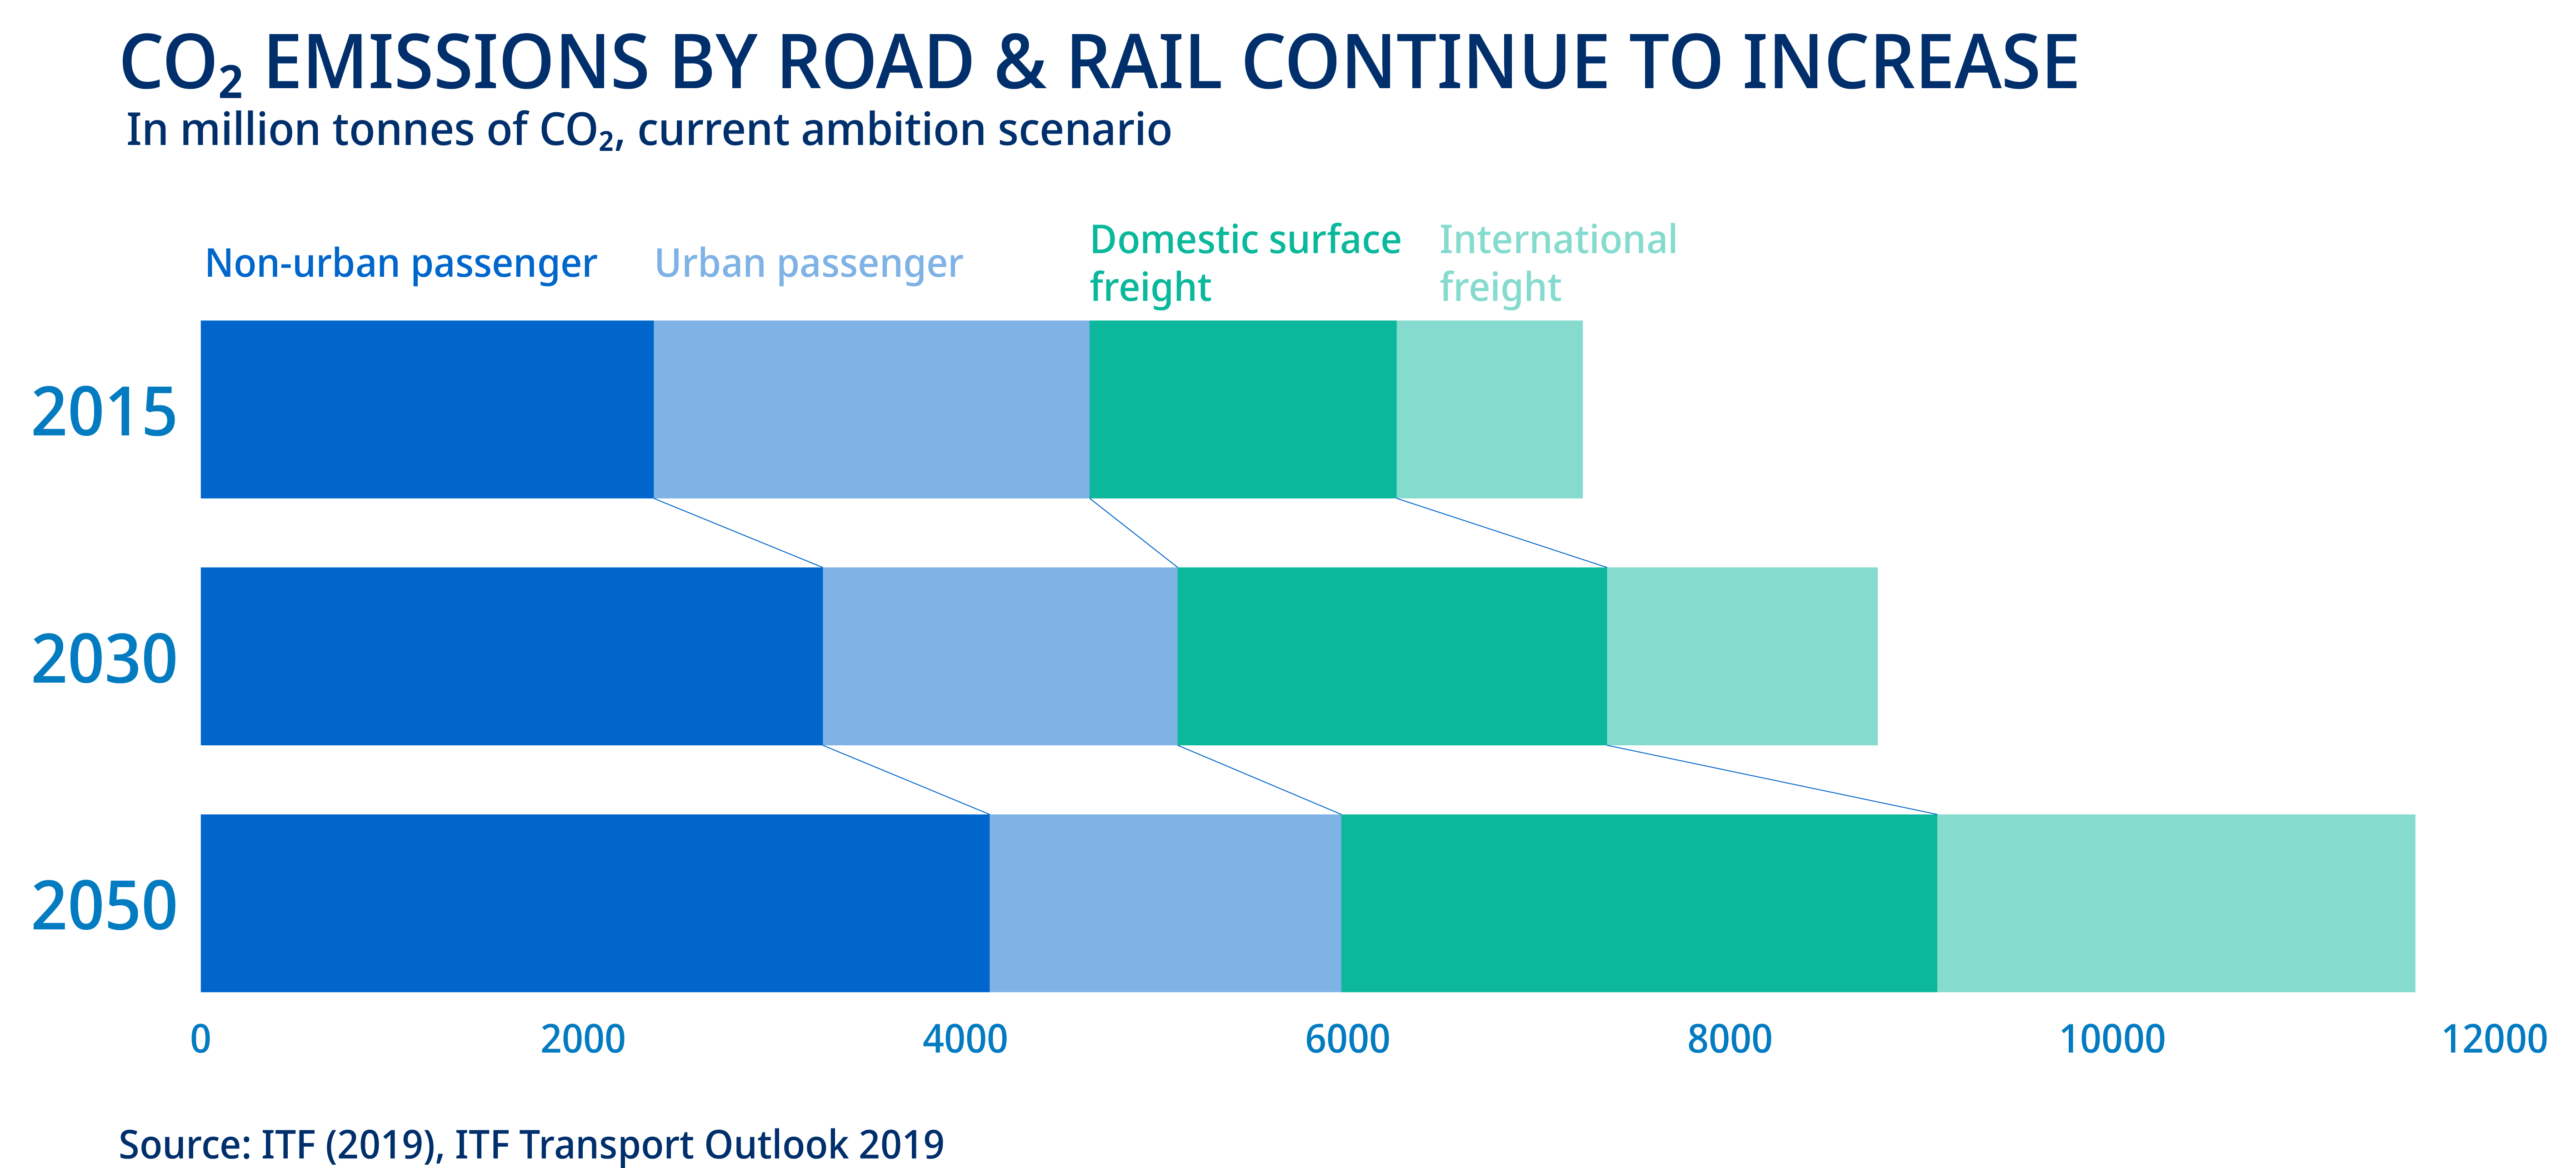 CO₂ EMISSIONS BY ROAD & RAIL CONTINUE TO INCREASE
In million tonnes of CO₂, current ambition scenario
Non-urban passenger
Urban passenger
Domestic surface
freight
International
freight
2015
2030
2050
0 2000 4000 6000 8000 10000 12000
Source: ITF (2019), ITF Transport Outlook 2019